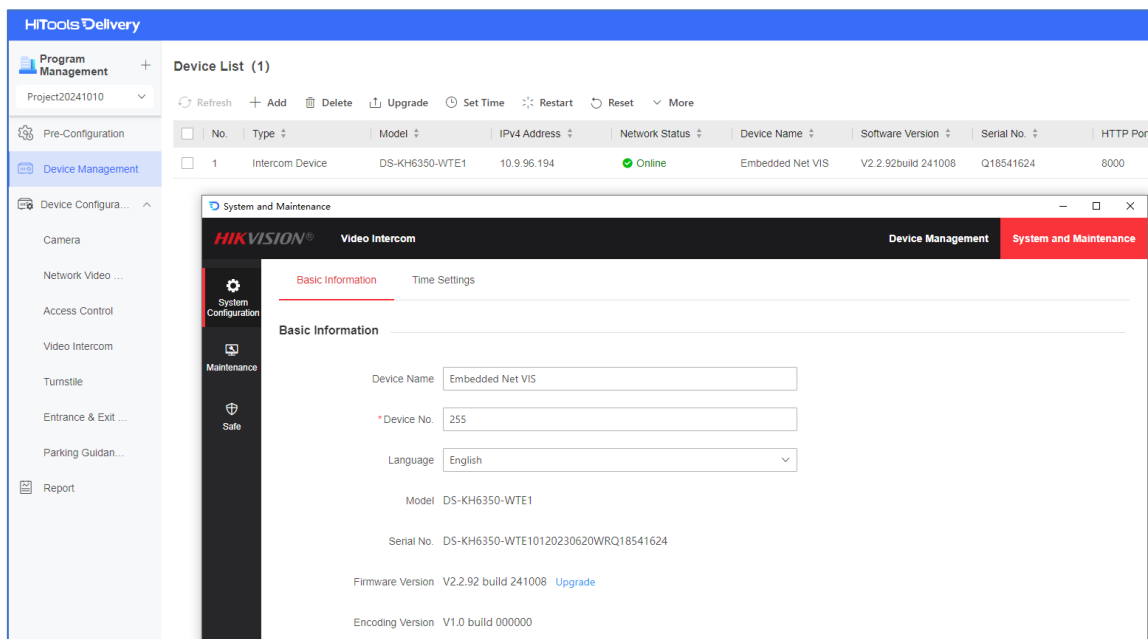 HiTools Delivery
Program Management
Project20241010
Pre-Configuration
Device Management
Device Configura...
Camera
Network Video ...
Access Control
Video Intercom
Turnstile
Entrance & Exit ...
Parking Guidan...
Report
Device List (1)
Refresh Add Delete Upgrade Set Time Restart Reset More
No. Type Model IPv4 Address Network Status Device Name Software Version Serial No. HTTP Por
1 Intercom Device DS-KH6350-WTE1 10.9.96.194 Online Embedded Net VIS V2.2.92build 241008 Q18541624 8000
System and Maintenance
HIKVISION® Video Intercom Device Management System and Maintenance
System Configuration
Maintenance
Safe
Basic Information Time Settings
Basic Information
Device Name Embedded Net VIS
*Device No. 255
Language English
Model DS-KH6350-WTE1
Serial No. DS-KH6350-WTE10120230620WRQ18541624
Firmware Version V2.2.92 build 241008 Upgrade
Encoding Version V1.0 build 000000